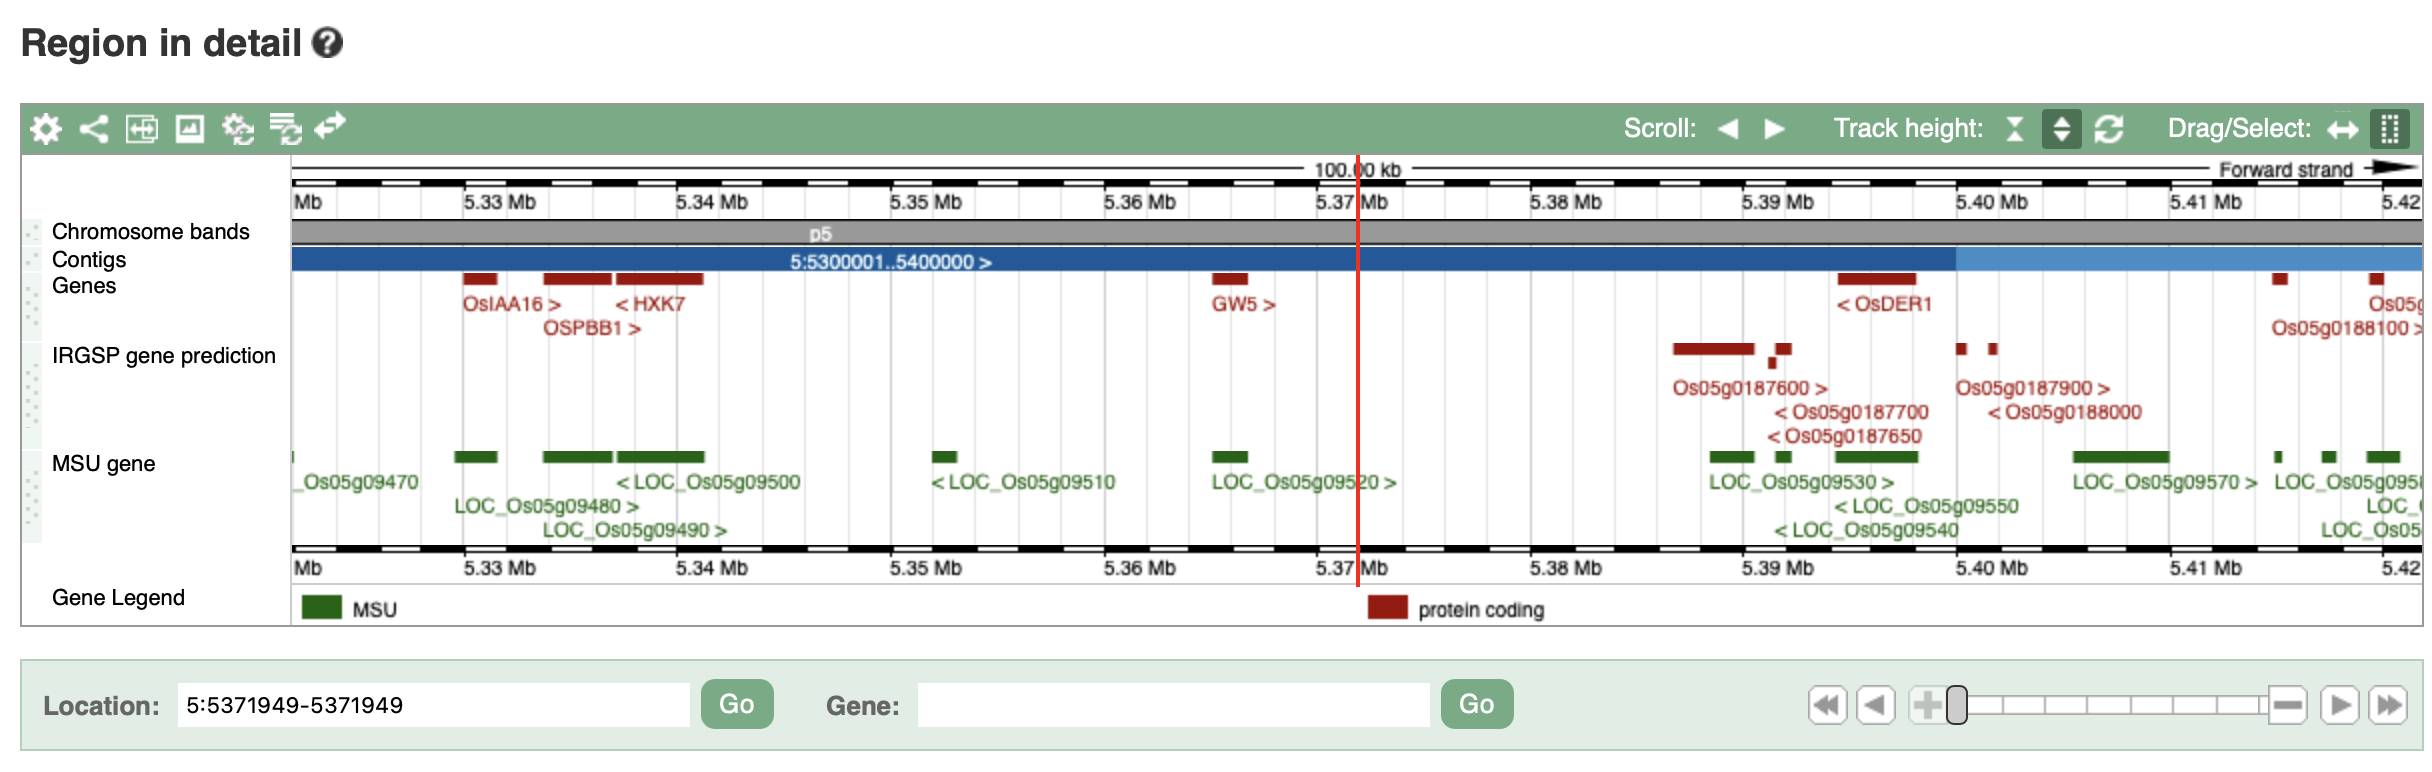 Region in detail ?
Scroll: Track height: Drag/Select:
100.00 kb Forward strand
Mb 5.33 Mb 5.34 Mb 5.35 Mb 5.36 Mb 5.37 Mb 5.38 Mb 5.39 Mb 5.40 Mb 5.41 Mb 5.42
Chromosome bands p5
Contigs 5:5300001..5400000 >
Genes
OsIAA16 > < HXK7 GW5 > < OsDER1 Os05g
OSPBB1 > Os05g0188100 >
IRGSP gene prediction
Os05g0187600 > Os05g0187900 >
< Os05g0187700 < Os05g0188000
< Os05g0187650
MSU gene
_Os05g09470 < LOC_Os05g09500 < LOC_Os05g09510 LOC_Os05g09520 > LOC_Os05g09530 > LOC_Os05g09570 > LOC_Os05g958
LOC_Os05g09480 > < LOC_Os05g09550 LOC_
LOC_Os05g09490 > < LOC_Os05g09540 LOC_Os05
Mb 5.33 Mb 5.34 Mb 5.35 Mb 5.36 Mb 5.37 Mb 5.38 Mb 5.39 Mb 5.40 Mb 5.41 Mb 5.42
Gene Legend MSU protein coding
Location: 5:5371949-5371949 Go Gene: Go